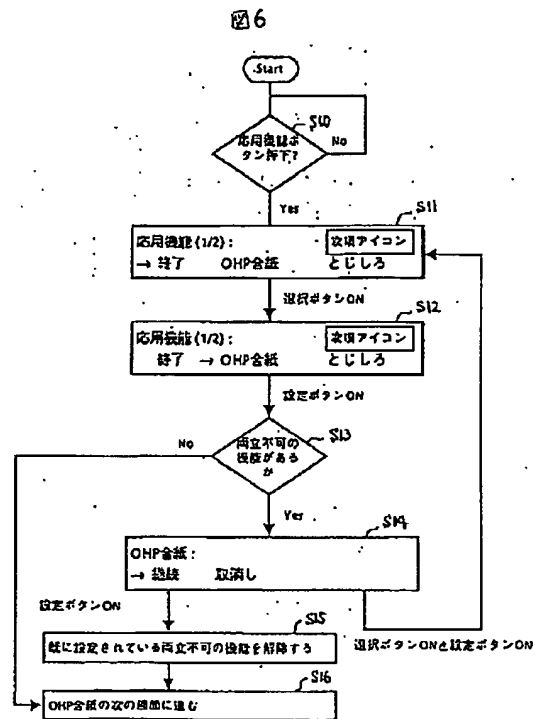 図6
Start
S10
応用機能ボ
タン押下?
No
Yes
S11
応用機能(1/2):
次項アイコン
→ 終了 OHP合紙 とじしろ
選択ボタンON
S12
応用機能(1/2):
次項アイコン
終了 → OHP合紙 とじしろ
設定ボタンON
S13
両立不可の
機能がある
か
No
Yes
S14
OHP合紙:
→ 継続 取消し
設定ボタンON
選択ボタンONと設定ボタンON
S15
既に設定されている両立不可の機能を解除する
S16
OHP合紙の次の画面に進む